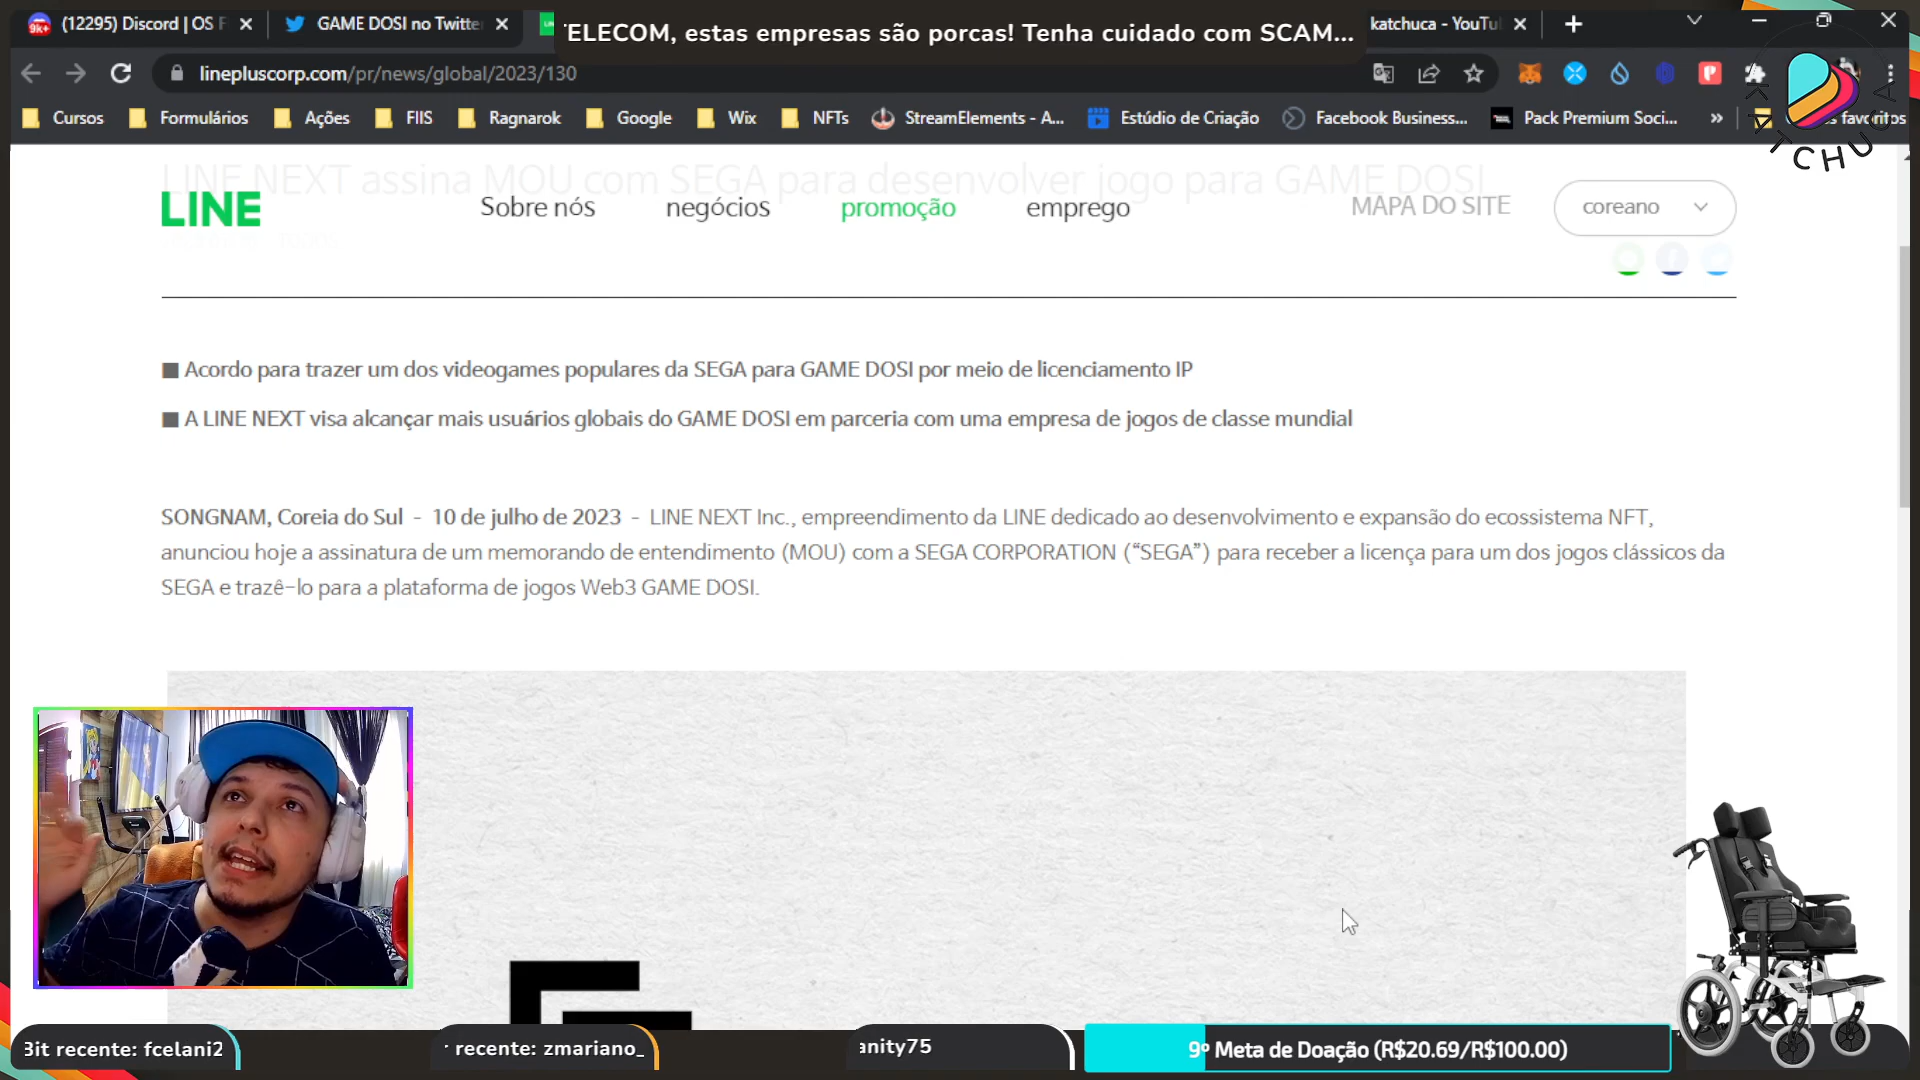 (12295) Discord | OS F
GAME DOSI no Twitte
ELECOM, estas empresas são porcas! Tenha cuidado com SCAM...
katchuca - YouTu
linepluscorp.com/pr/news/global/2023/130
Cursos
Formulários
Ações
FIIS
Ragnarok
Google
Wix
NFTs
StreamElements - A...
Estúdio de Criação
Facebook Business...
Pack Premium Soci...
»
s favoritos
KATCHUCA
LINE NEXT assina MOU com SEGA para desenvolver jogo para GAME DOSI
LINE
Sobre nós
negócios
promoção
emprego
MAPA DO SITE
coreano
■ Acordo para trazer um dos videogames populares da SEGA para GAME DOSI por meio de licenciamento IP
■ A LINE NEXT visa alcançar mais usuários globais do GAME DOSI em parceria com uma empresa de jogos de classe mundial
SONGNAM, Coreia do Sul - 10 de julho de 2023 - LINE NEXT Inc., empreendimento da LINE dedicado ao desenvolvimento e expansão do ecossistema NFT,
anunciou hoje a assinatura de um memorando de entendimento (MOU) com a SEGA CORPORATION (“SEGA”) para receber a licença para um dos jogos clássicos da
SEGA e trazê-lo para a plataforma de jogos Web3 GAME DOSI.
Bit recente: fcelani2
r recente: zmariano_
anity75
9º Meta de Doação (R$20.69/R$100.00)